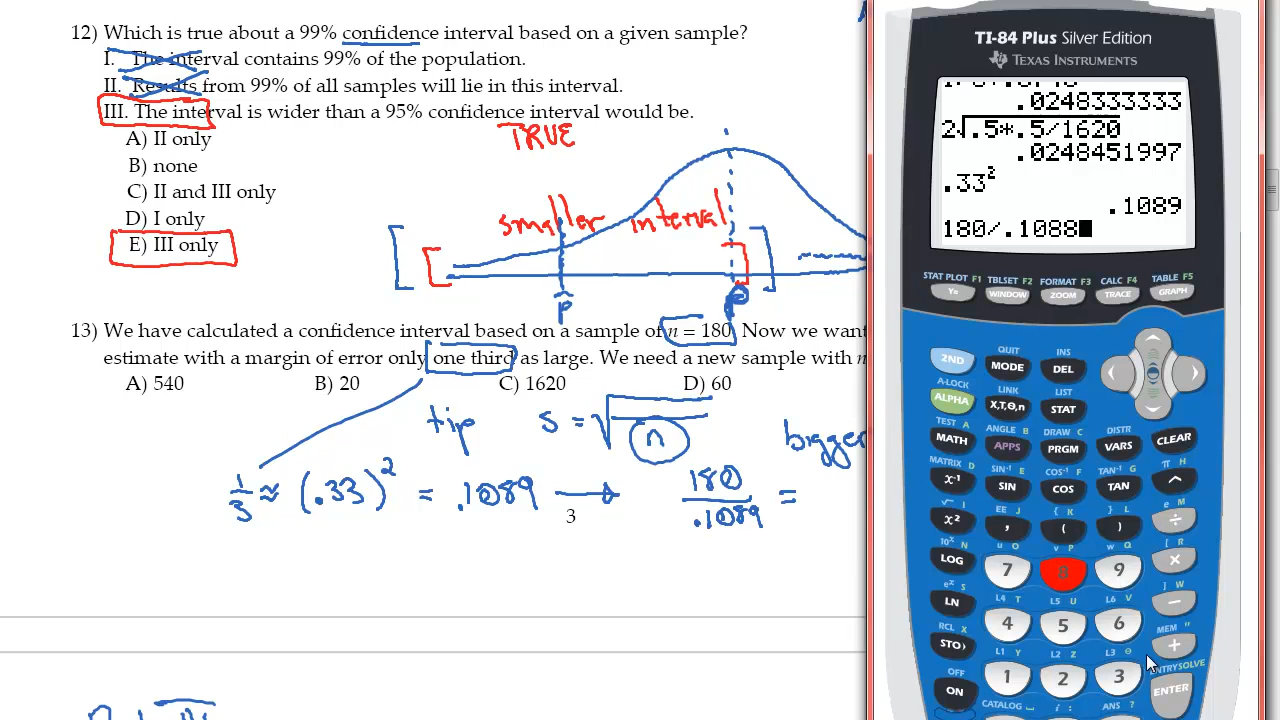 12) Which is true about a 99% confidence interval based on a given sample?
I. The interval contains 99% of the population.
II. Results from 99% of all samples will lie in this interval.
III. The interval is wider than a 95% confidence interval would be.
A) II only
B) none
C) II and III only
D) I only
E) III only
TRUE
smaller interval
p̂
p
13) We have calculated a confidence interval based on a sample of n = 180. Now we want
estimate with a margin of error only one third as large. We need a new sample with n
A) 540 B) 20 C) 1620 D) 60
tip s = √ n bigger
1/3 ≈ (.33)² = .1089 → 180/.1089 =
3
TI-84 Plus Silver Edition
TEXAS INSTRUMENTS
.0248333333
2√.5*.5/1620
.0248451997
.33²
.1089
180/.1088
STAT PLOT F1 TBLSET F2 FORMAT F3 CALC F4 TABLE F5
Y= WINDOW ZOOM TRACE GRAPH
QUIT INS
2ND MODE DEL
A-LOCK LINK LIST
ALPHA X,T,θ,n STAT
TEST A ANGLE B DRAW C DISTR
MATH APPS PRGM VARS CLEAR
MATRIX D SIN⁻¹ E COS⁻¹ F TAN⁻¹ G π H
x⁻¹ SIN COS TAN ^
√ I EE J { K } L e M
x² , ( ) ÷
10ˣ N u O v P w Q [ R
LOG 7 8 9 ×
eˣ S L4 T L5 U L6 V ] W
LN 4 5 6 −
RCL X L1 Y L2 Z L3 θ MEM "
STO› 1 2 3 +
OFF CATALOG i : ANS ? ENTRY SOLVE
ON ENTER